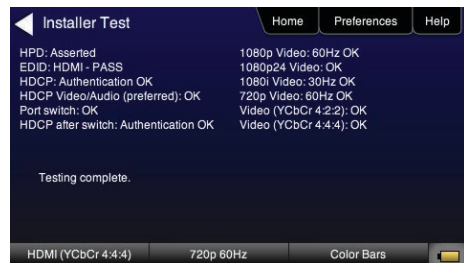 Installer Test
Home
Preferences
Help
HPD: Asserted
EDID: HDMI - PASS
HDCP: Authentication OK
HDCP Video/Audio (preferred): OK
Port switch: OK
HDCP after switch: Authentication OK
1080p Video: 60Hz OK
1080p24 Video: OK
1080i Video: 30Hz OK
720p Video: 60Hz OK
Video (YCbCr 4:2:2): OK
Video (YCbCr 4:4:4): OK
Testing complete.
HDMI (YCbCr 4:4:4)
720p 60Hz
Color Bars